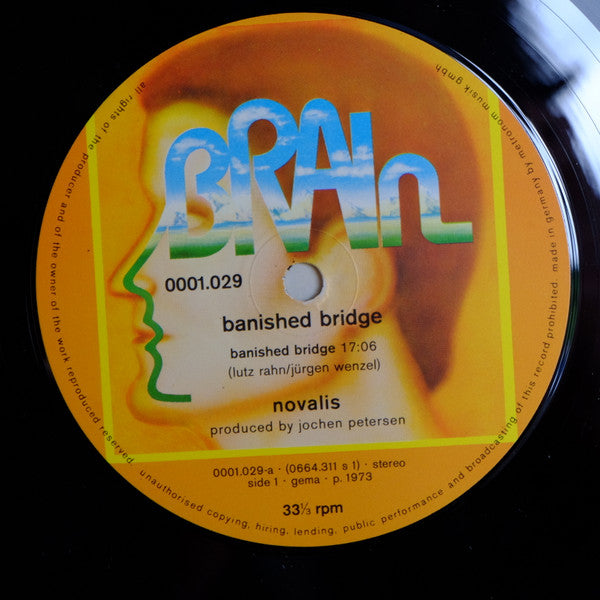 BRAIn
0001.029
banished bridge
banished bridge 17:06
(lutz rahn/jürgen wenzel)
novalis
produced by jochen petersen
0001.029-a · (0664.311 s 1) · stereo
side 1 · gema · p. 1973
33⅓ rpm
all rights of the producer and of the owner of the work reproduced reserved. unauthorised copying, hiring, lending, public performance and broadcasting of this record prohibited. made in germany by metronom musik gmbh